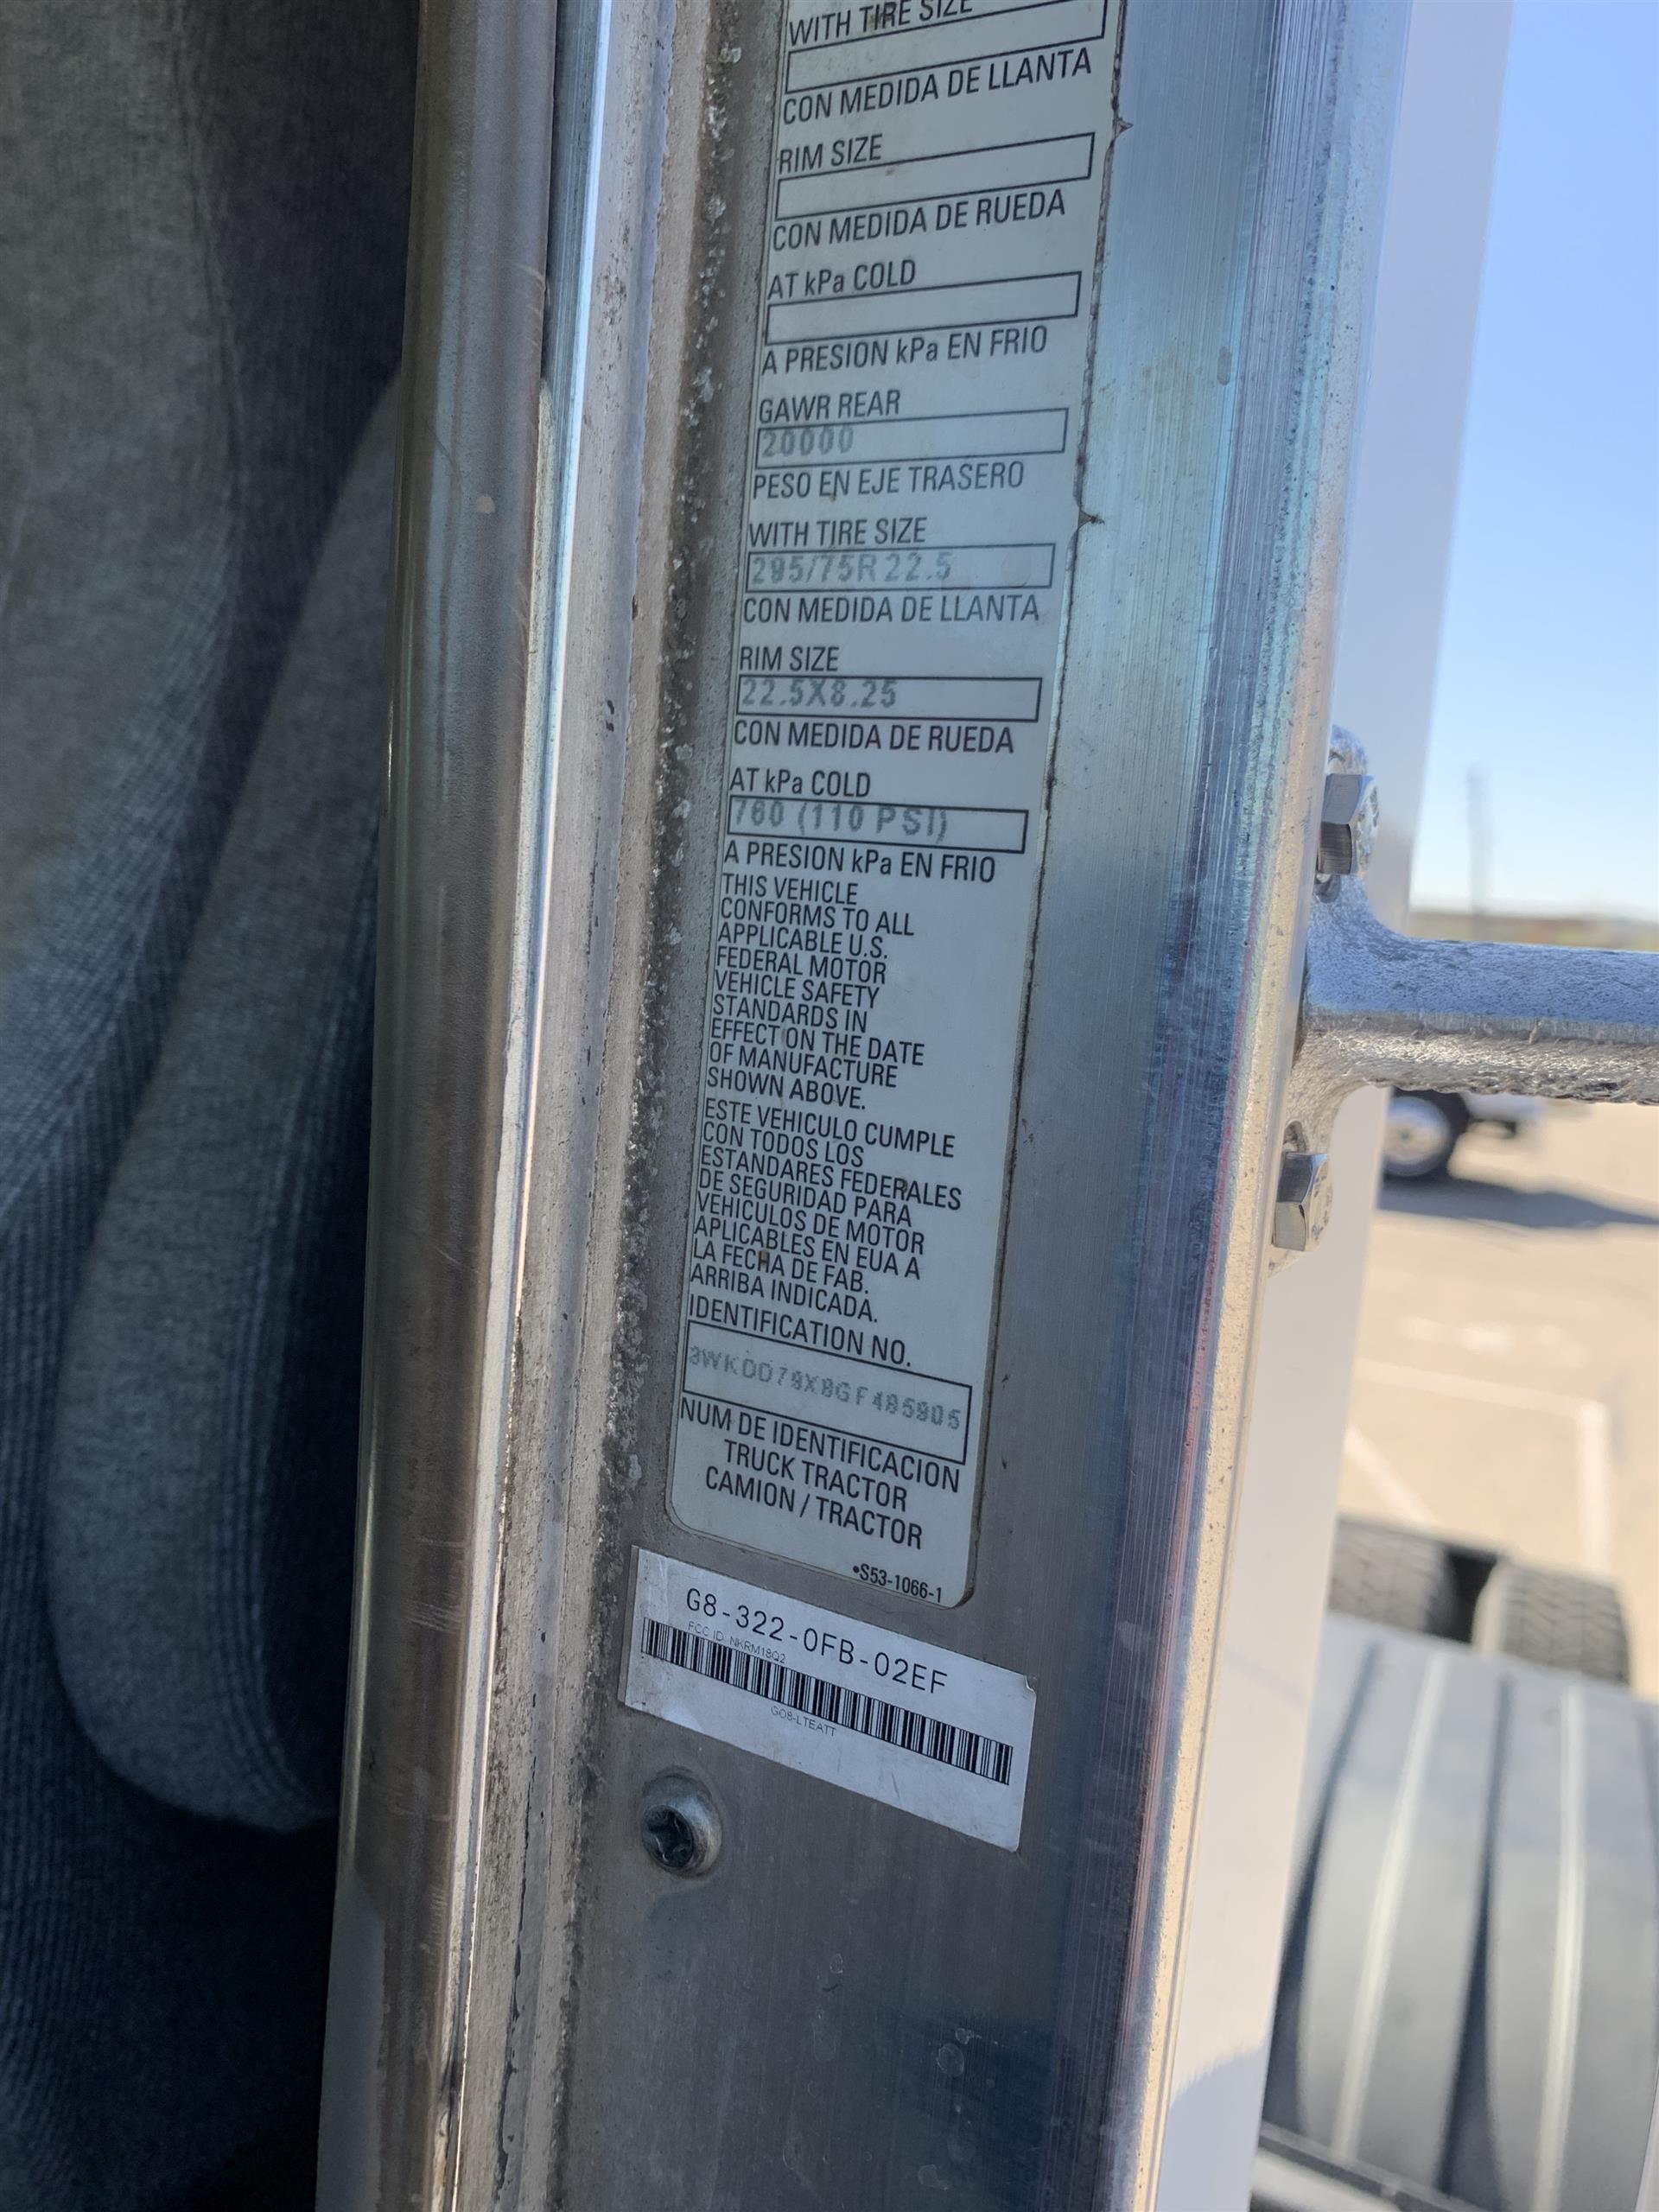 WITH TIRE SIZE
CON MEDIDA DE LLANTA
RIM SIZE
CON MEDIDA DE RUEDA
AT kPa COLD
A PRESION kPa EN FRIO
GAWR REAR
20000
PESO EN EJE TRASERO
WITH TIRE SIZE
295/75R22.5
CON MEDIDA DE LLANTA
RIM SIZE
22.5X8.25
CON MEDIDA DE RUEDA
AT kPa COLD
760 (110 PSI)
A PRESION kPa EN FRIO
THIS VEHICLE
CONFORMS TO ALL
APPLICABLE U.S.
FEDERAL MOTOR
VEHICLE SAFETY
STANDARDS IN
EFFECT ON THE DATE
OF MANUFACTURE
SHOWN ABOVE.
ESTE VEHICULO CUMPLE
CON TODOS LOS
ESTANDARES FEDERALES
DE SEGURIDAD PARA
VEHICULOS DE MOTOR
APLICABLES EN EUA A
LA FECHA DE FAB.
ARRIBA INDICADA.
IDENTIFICATION NO.
3WKDD79X8GF485905
NUM DE IDENTIFICACION
TRUCK TRACTOR
CAMION / TRACTOR
•S53-1066-1
G8-322-0FB-02EF
FCC ID: NKRM18Q2
GO8-LTEATT